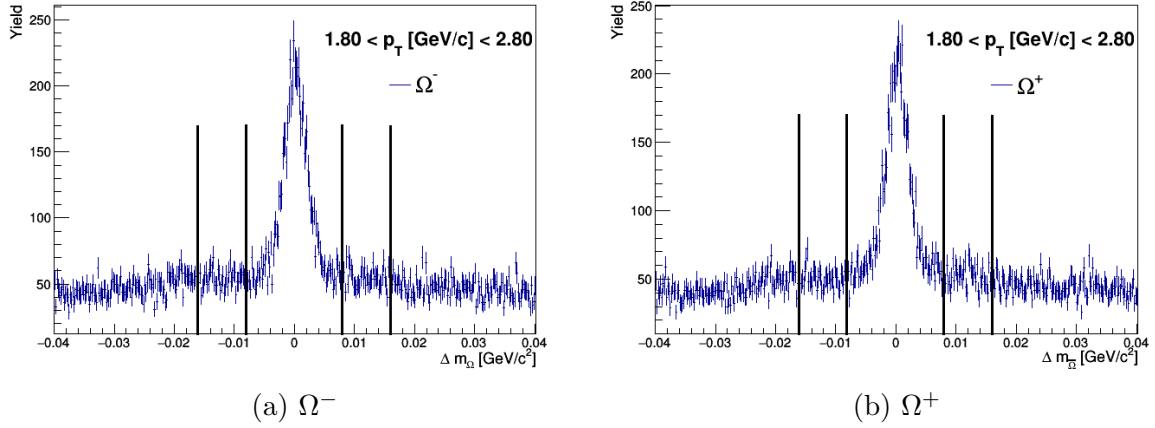 Yield
250
200
150
100
50
1.80 < p_T [GeV/c] < 2.80
Ω⁻
−0.04 −0.03 −0.02 −0.01 0 0.01 0.02 0.03 0.04
Δ m_Ω [GeV/c²]
(a) Ω⁻
Yield
250
200
150
100
50
1.80 < p_T [GeV/c] < 2.80
Ω⁺
−0.04 −0.03 −0.02 −0.01 0 0.01 0.02 0.03 0.04
Δ m_Ω̅ [GeV/c²]
(b) Ω⁺